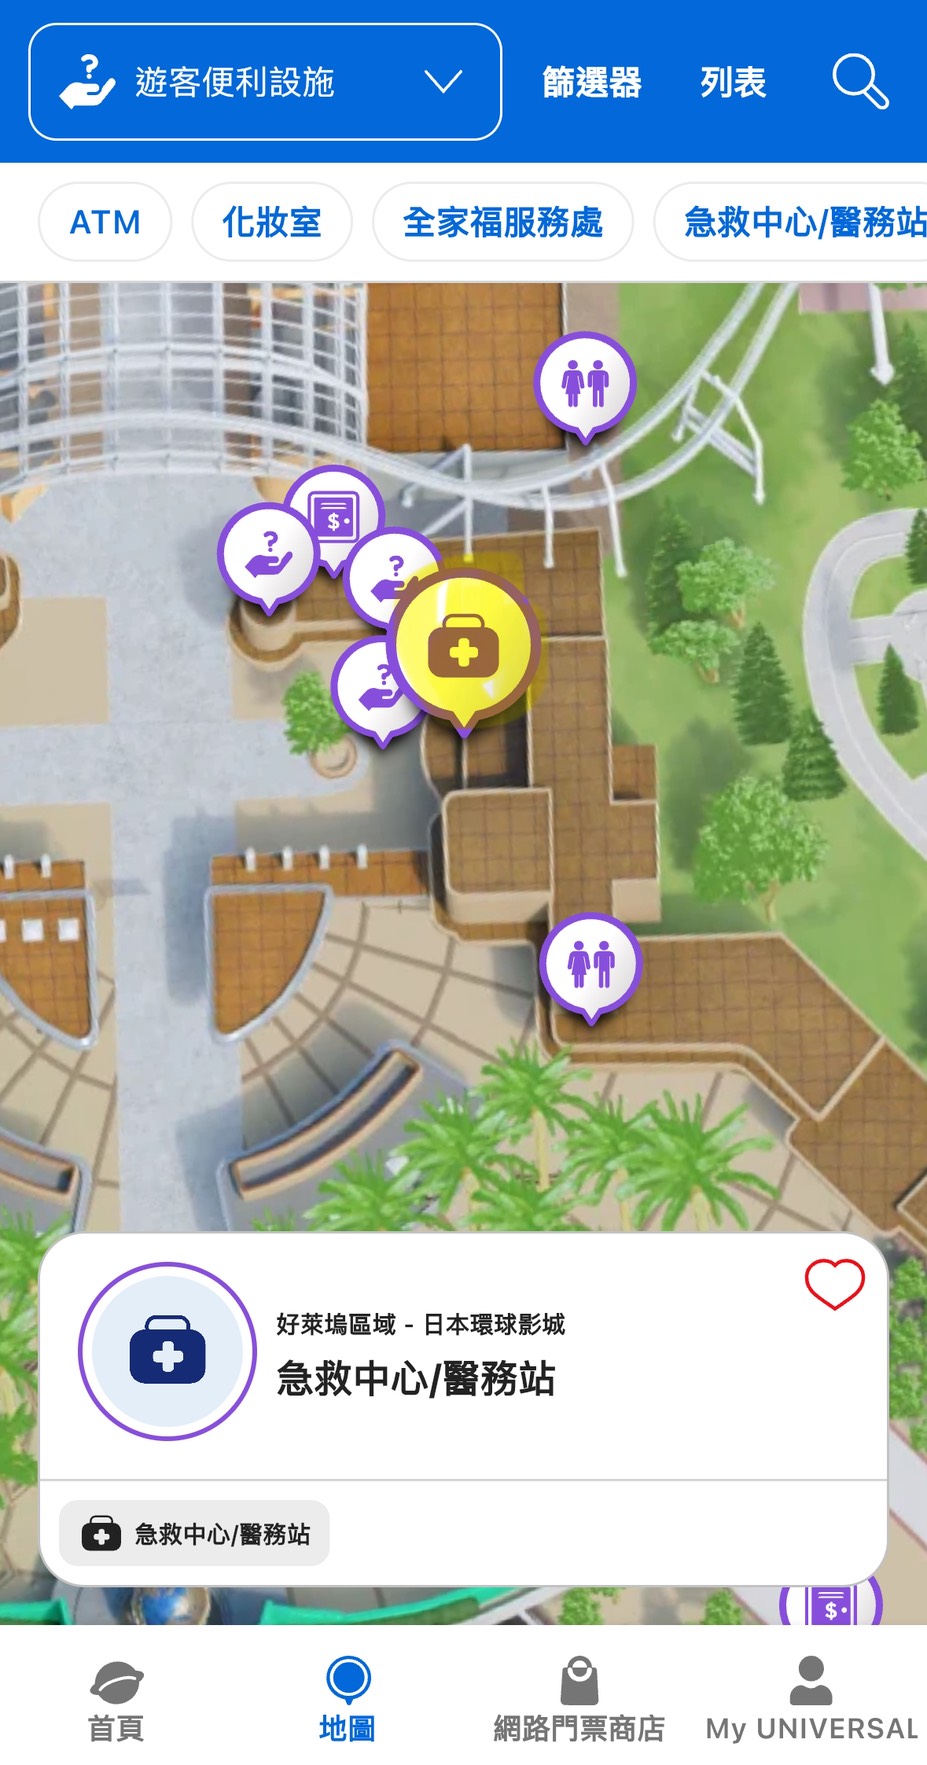 遊客便利設施
篩選器
列表
ATM
化妝室
全家福服務處
急救中心/醫務站
好萊塢區域 - 日本環球影城
急救中心/醫務站
急救中心/醫務站
首頁
地圖
網路門票商店
My UNIVERSAL